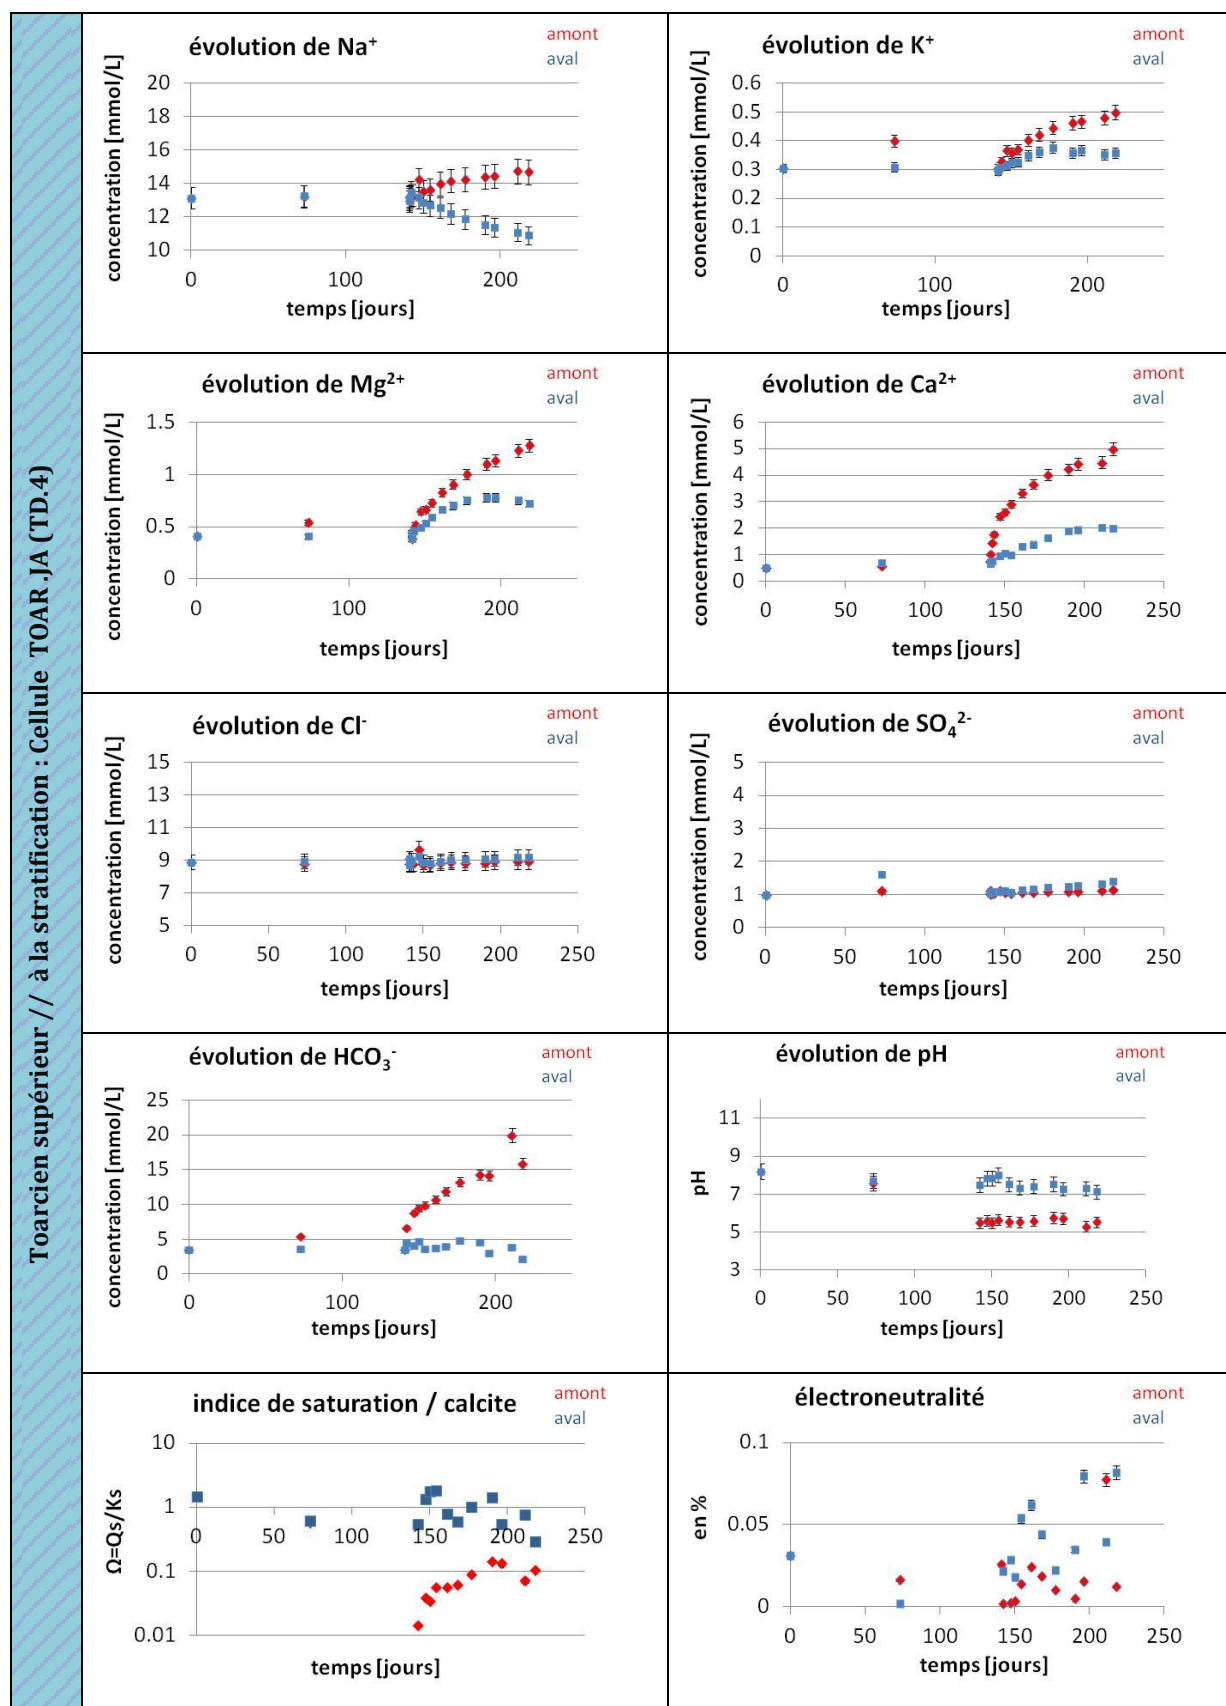 Toarcien supérieur // à la stratification : Cellule TOAR .JA (TD.4)
évolution de Na⁺
amont
aval
concentration [mmol/L]
20
18
16
14
12
10
0
100
200
temps [jours]
évolution de K⁺
amont
aval
concentration [mmol/L]
0.6
0.5
0.4
0.3
0.2
0.1
0
0
100
200
temps [jours]
évolution de Mg²⁺
amont
aval
concentration [mmol/L]
1.5
1
0.5
0
0
100
200
temps [jours]
évolution de Ca²⁺
amont
aval
concentration [mmol/L]
6
5
4
3
2
1
0
0
50
100
150
200
250
temps [jours]
évolution de Cl⁻
amont
aval
concentration [mmol/L]
15
13
11
9
7
5
0
50
100
150
200
250
temps [jours]
évolution de SO₄²⁻
amont
aval
concentration [mmol/L]
5
4
3
2
1
0
0
50
100
150
200
250
temps [jours]
évolution de HCO₃⁻
amont
aval
concentration [mmol/L]
25
20
15
10
5
0
0
100
200
temps [jours]
évolution de pH
amont
aval
pH
11
9
7
5
3
0
50
100
150
200
250
temps [jours]
indice de saturation / calcite
amont
aval
Ω=Qs/Ks
10
1
0.1
0.01
0
50
100
150
200
250
temps [jours]
électroneutralité
amont
aval
en %
0.1
0.05
0
0
50
100
150
200
250
temps [jours]